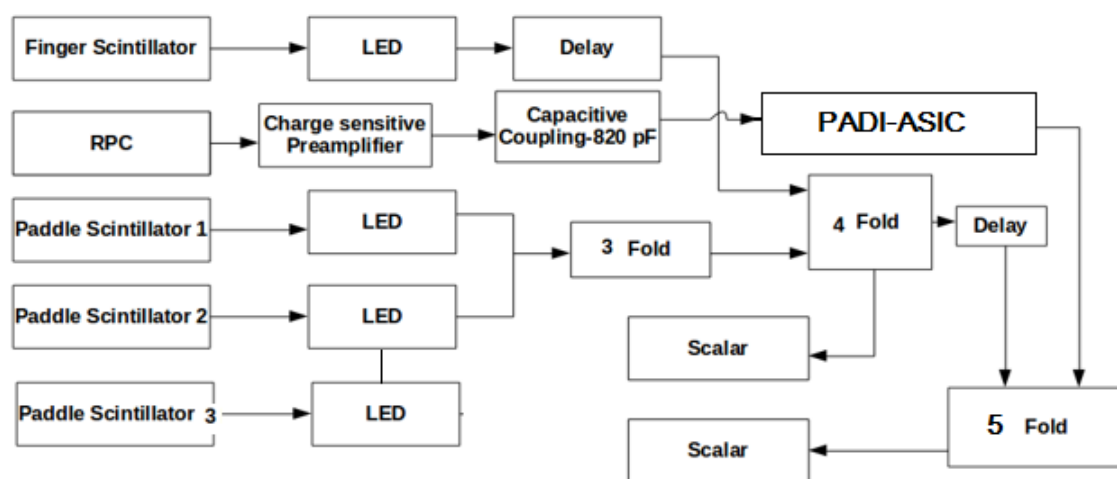 Finger Scintillator
LED
Delay
RPC
Charge sensitive
Preamplifier
Capacitive
Coupling-820 pF
PADI-ASIC
Paddle Scintillator 1
LED
3 Fold
4 Fold
Delay
Paddle Scintillator 2
LED
Scalar
Paddle Scintillator 3
LED
Scalar
5 Fold